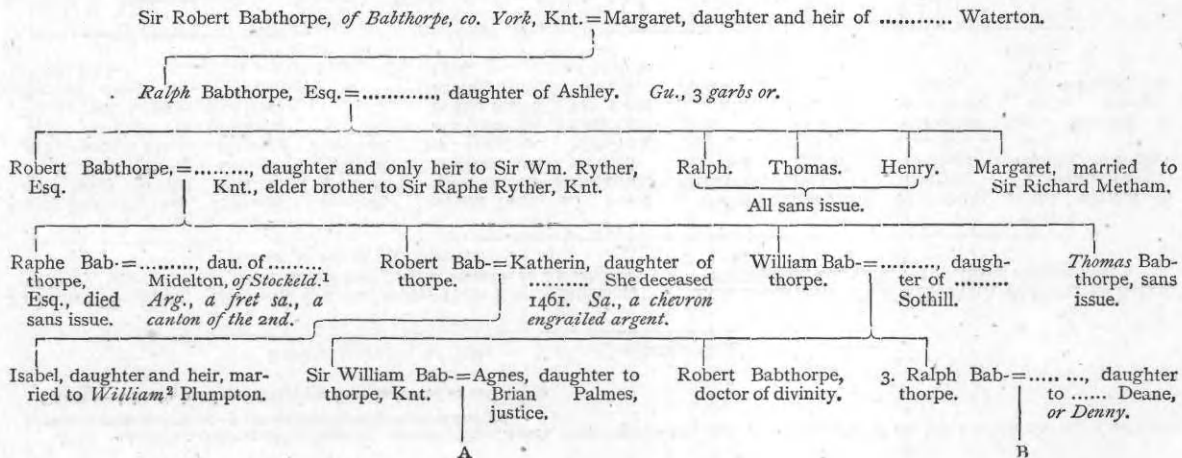 Sir Robert Babthorpe, of Babthorpe, co. York, Knt.=Margaret, daughter and heir of ............ Waterton.
Ralph Babthorpe, Esq.=............, daughter of Ashley. Gu., 3 garbs or.
Robert Babthorpe,=........., daughter and only heir to Sir Wm. Ryther,
Esq. Knt., elder brother to Sir Raphe Ryther, Knt.
Ralph. Thomas. Henry.
All sans issue.
Margaret, married to
Sir Richard Metham.
Raphe Bab-=........., dau. of .........
thorpe, Midelton, of Stockeld.¹
Esq., died Arg., a fret sa., a
sans issue. canton of the 2nd.
Robert Bab-=Katherin, daughter of
thorpe. .......... She deceased
1461. Sa., a chevron
engrailed argent.
William Bab-=........., daugh-
thorpe. ter of ........
Sothill.
Thomas Bab-
thorpe, sans
issue.
Isabel, daughter and heir, mar-
ried to William² Plumpton.
Sir William Bab-=Agnes, daughter to
thorpe, Knt. Brian Palmes,
justice.
Robert Babthorpe,
doctor of divinity.
3. Ralph Bab-=..... .., daughter
thorpe. to ...... Deane,
or Denny.
A B